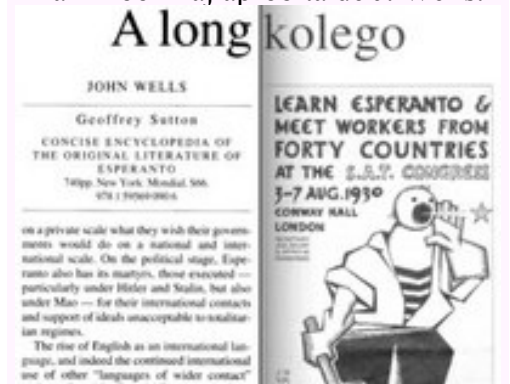 A long kolego
JOHN WELLS
Geoffrey Sutton
CONCISE ENCYCLOPEDIA OF
THE ORIGINAL LITERATURE OF
ESPERANTO
740pp. New York. Mondial. $66.
on a private scale what they wish their govern-
ments would do on a national and inter-
national scale. On the political stage, Espe-
ranto also has its martyrs, those executed —
particularly under Hitler and Stalin, but also
under Mao — for their international contacts
and support of ideals unacceptable to totalitar-
ian regimes.
The rise of English as an international lan-
guage, and indeed the continued international
use of other "languages of wider contact"
LEARN ESPERANTO &
MEET WORKERS FROM
FORTY COUNTRIES
AT THE S.A.T. CONGRESS
3-7 AUG. 1930
CONWAY HALL
LONDON